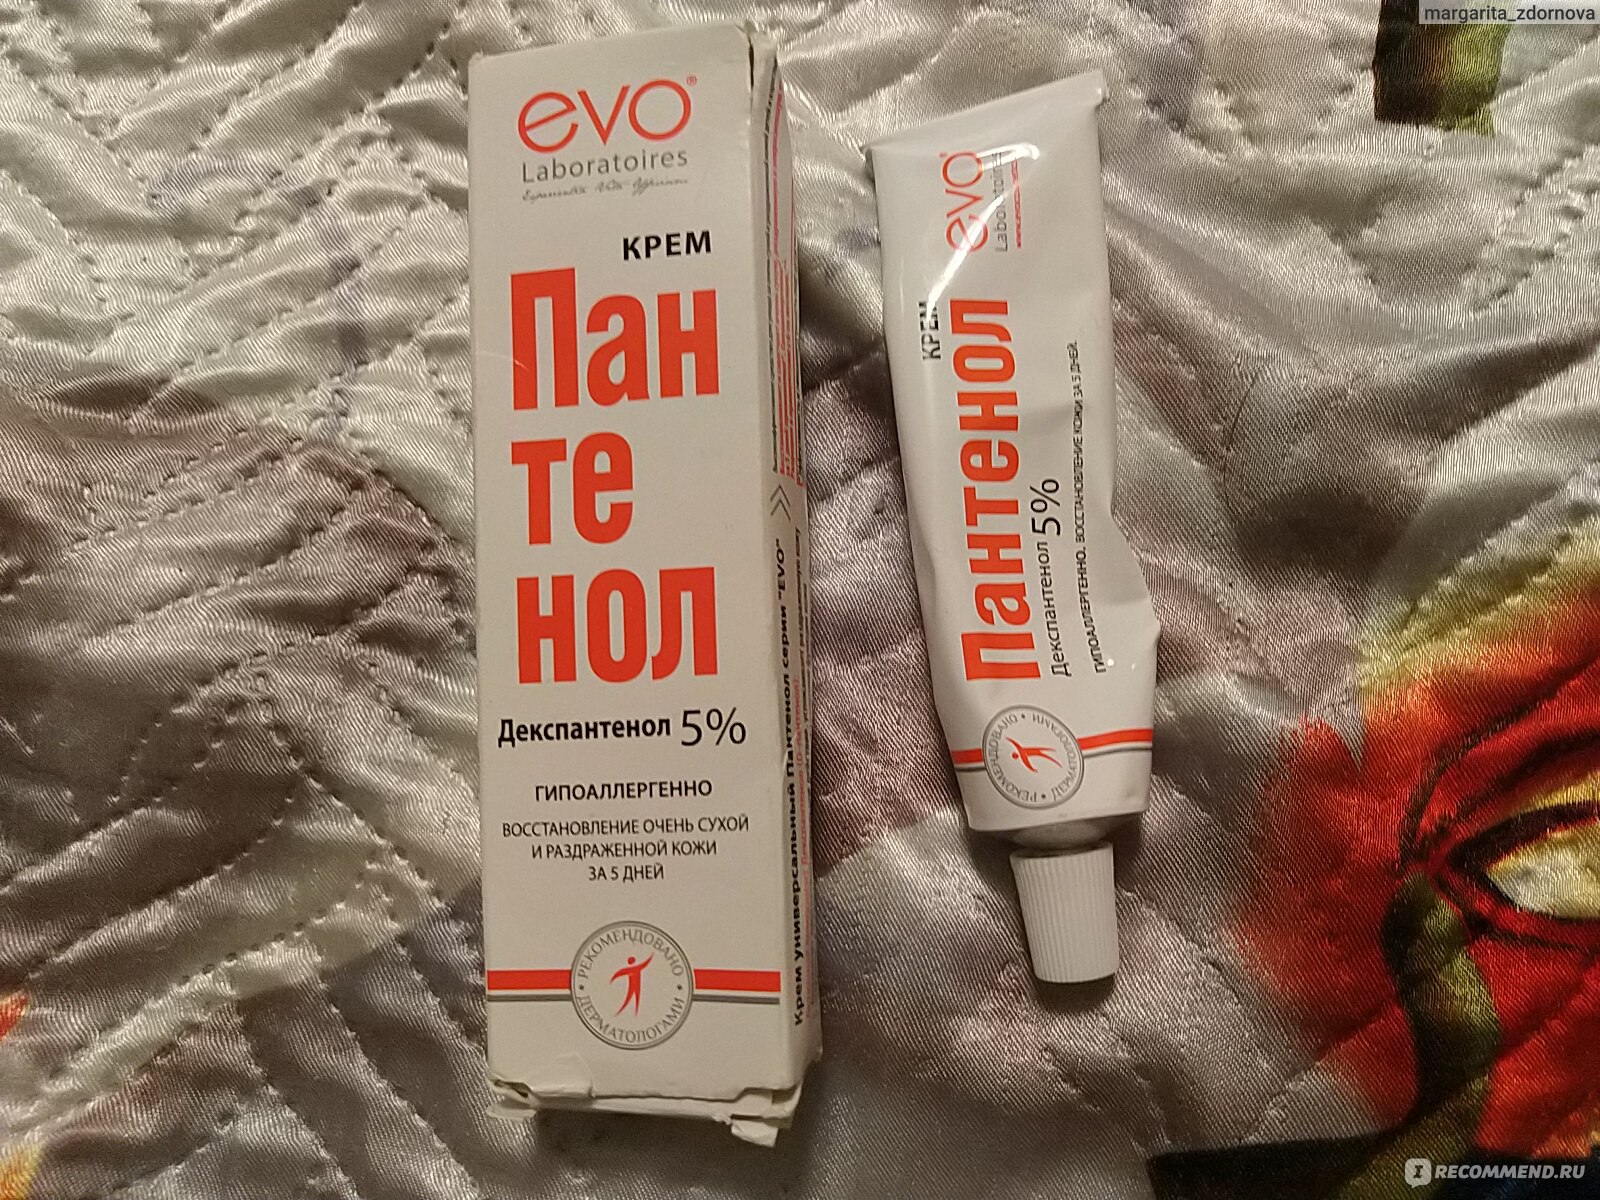 margarita_zdornova
evo®
Laboratoires
КРЕМ
Пан
те
нол
Декспантенол 5%
ГИПОАЛЛЕРГЕННО
ВОССТАНОВЛЕНИЕ ОЧЕНЬ СУХОЙ
И РАЗДРАЖЕННОЙ КОЖИ
ЗА 5 ДНЕЙ
• РЕКОМЕНДОВАНО •
ДЕРМАТОЛОГАМИ
Крем универсальный Пантенол серии "EVO"
evo
Laboratoires
КРЕМ
Пантенол
Декспантенол 5%
ГИПОАЛЛЕРГЕННО. ВОССТАНОВЛЕНИЕ КОЖИ ЗА 5 ДНЕЙ.
• РЕКОМЕНДОВАНО •
ДЕРМАТОЛОГАМИ
IRECOMMEND.RU